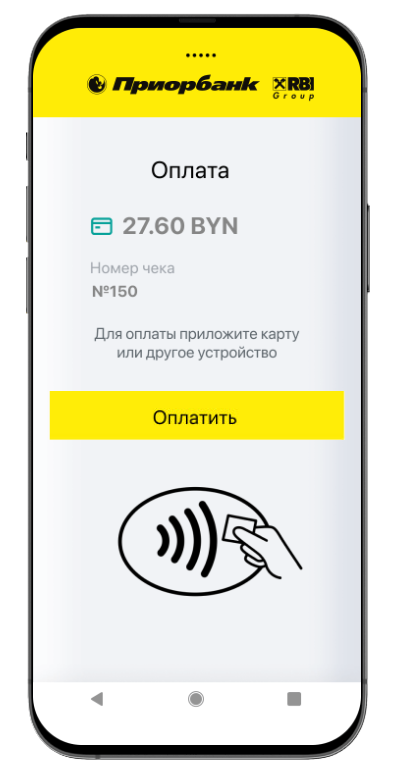 Приорбанк RBI
Group
Оплата
27.60 BYN
Номер чека
№150
Для оплаты приложите карту
или другое устройство
Оплатить